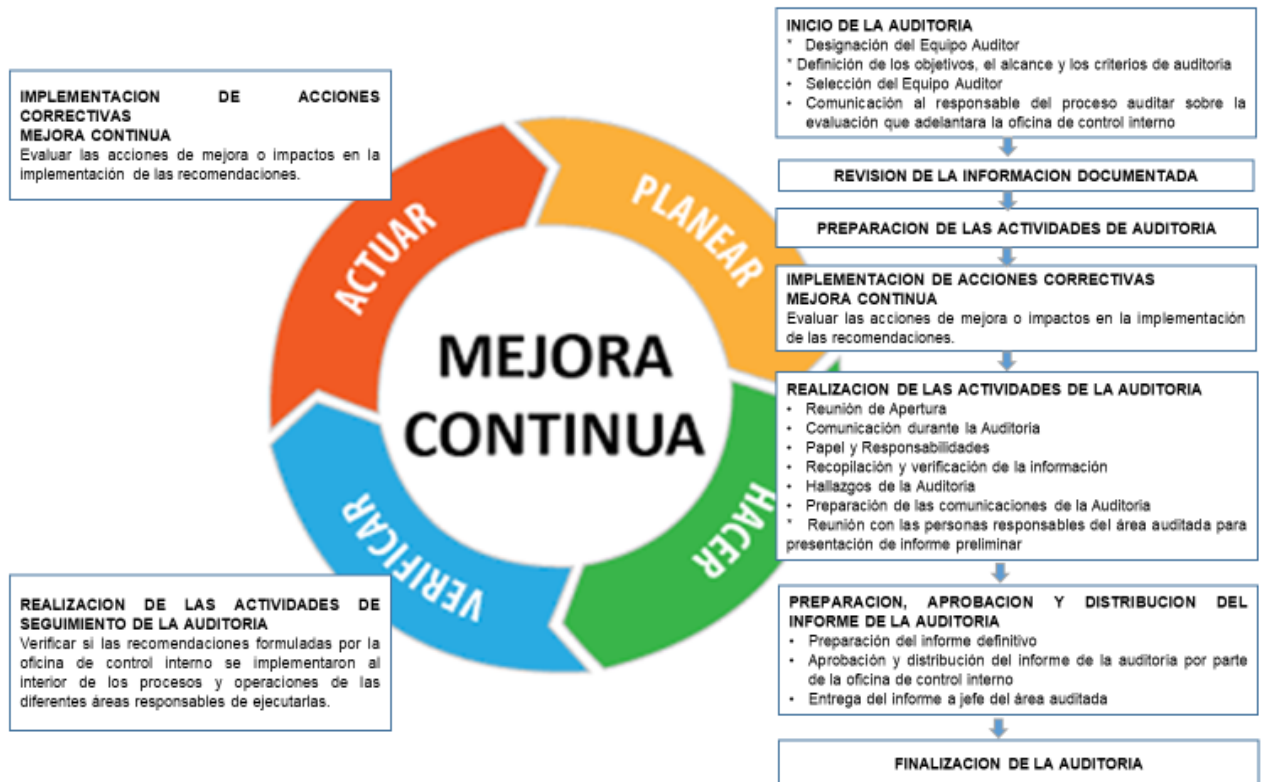 INICIO DE LA AUDITORIA
* Designación del Equipo Auditor
* Definición de los objetivos, el alcance y los criterios de auditoria
• Selección del Equipo Auditor
• Comunicación al responsable del proceso auditar sobre la
evaluación que adelantara la oficina de control interno
REVISION DE LA INFORMACION DOCUMENTADA
PREPARACION DE LAS ACTIVIDADES DE AUDITORIA
IMPLEMENTACION DE ACCIONES CORRECTIVAS
MEJORA CONTINUA
Evaluar las acciones de mejora o impactos en la implementación
de las recomendaciones.
REALIZACION DE LAS ACTIVIDADES DE LA AUDITORIA
• Reunión de Apertura
• Comunicación durante la Auditoria
• Papel y Responsabilidades
• Recopilación y verificación de la información
• Hallazgos de la Auditoria
• Preparación de las comunicaciones de la Auditoria
* Reunión con las personas responsables del área auditada para
presentación de informe preliminar
PREPARACION, APROBACION Y DISTRIBUCION DEL
INFORME DE LA AUDITORIA
• Preparación del informe definitivo
• Aprobación y distribución del informe de la auditoria por parte
de la oficina de control interno
• Entrega del informe a jefe del área auditada
FINALIZACION DE LA AUDITORIA
IMPLEMENTACION DE ACCIONES
CORRECTIVAS
MEJORA CONTINUA
Evaluar las acciones de mejora o impactos en la
implementación de las recomendaciones.
REALIZACION DE LAS ACTIVIDADES DE
SEGUIMIENTO DE LA AUDITORIA
Verificar si las recomendaciones formuladas por la
oficina de control interno se implementaron al
interior de los procesos y operaciones de las
diferentes áreas responsables de ejecutarlas.
PLANEAR
HACER
VERIFICAR
ACTUAR
MEJORA
CONTINUA